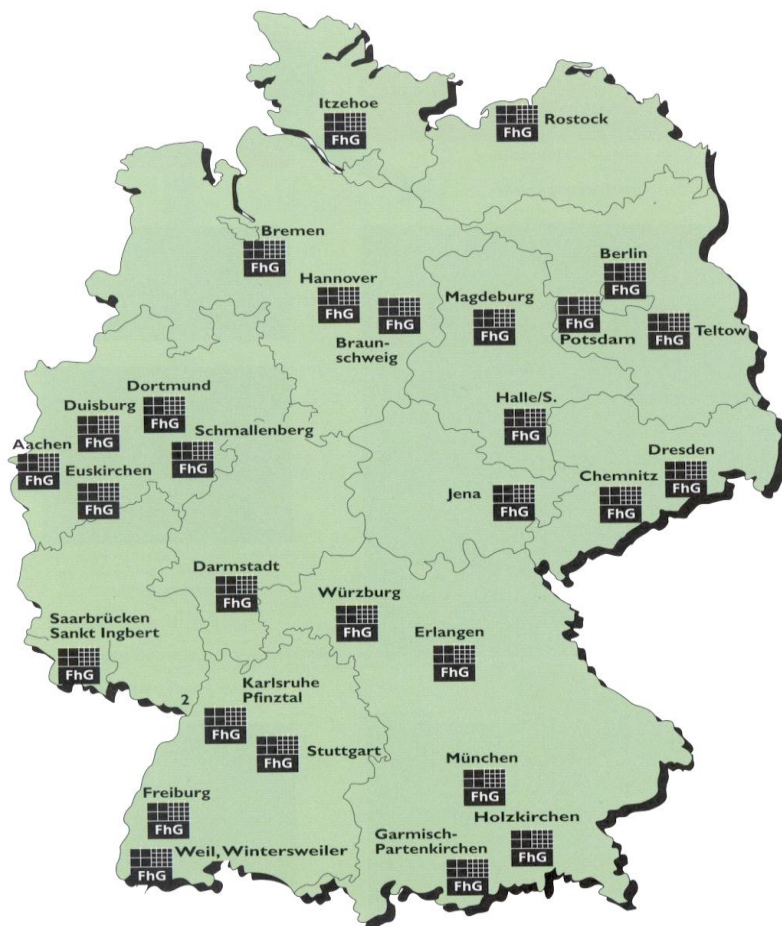 Itzehoe
FhG
Rostock
FhG
Bremen
FhG
Hannover
FhG
FhG
Braun-
schweig
Magdeburg
FhG
Berlin
FhG
FhG
Potsdam
FhG
Teltow
Dortmund
FhG
Duisburg
FhG
Schmallenberg
FhG
Aachen
FhG
Euskirchen
FhG
Halle/S.
FhG
Dresden
FhG
Chemnitz
FhG
Jena
FhG
Darmstadt
FhG
Würzburg
FhG
Erlangen
FhG
Saarbrücken
Sankt Ingbert
FhG
2
Karlsruhe
Pfinztal
FhG
FhG
Stuttgart
München
FhG
Freiburg
FhG
Holzkirchen
FhG
Weil, Wintersweiler
FhG
Garmisch-
Partenkirchen
FhG